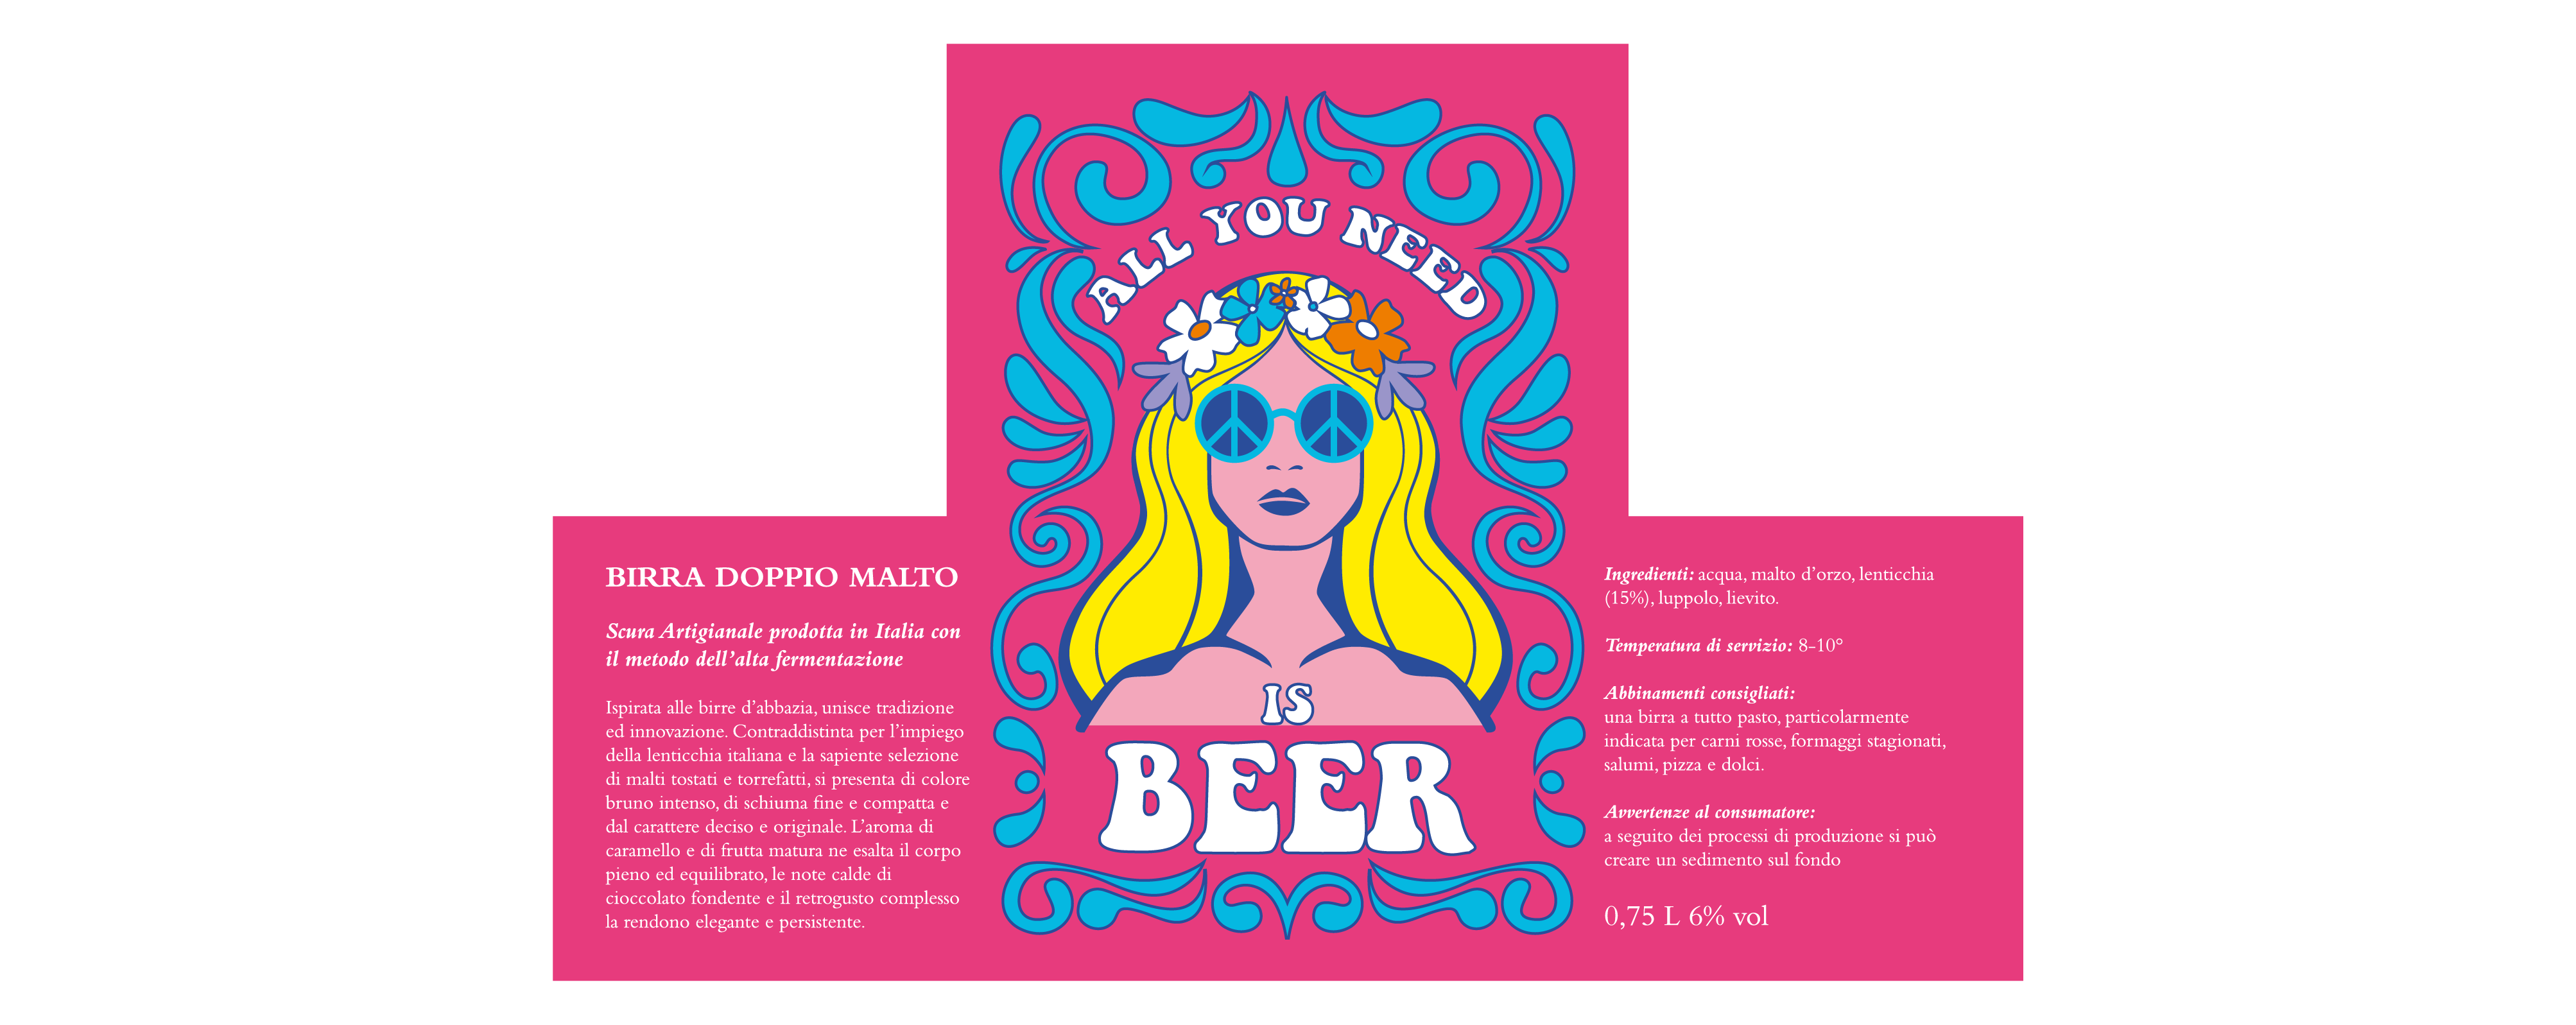 ALL YOU NEED
IS
BEER
BIRRA DOPPIO MALTO
Scura Artigianale prodotta in Italia con
il metodo dell’alta fermentazione
Ispirata alle birre d’abbazia, unisce tradizione
ed innovazione. Contraddistinta per l’impiego
della lenticchia italiana e la sapiente selezione
di malti tostati e torrefatti, si presenta di colore
bruno intenso, di schiuma fine e compatta e
dal carattere deciso e originale. L’aroma di
caramello e di frutta matura ne esalta il corpo
pieno ed equilibrato, le note calde di
cioccolato fondente e il retrogusto complesso
la rendono elegante e persistente.
Ingredienti: acqua, malto d’orzo, lenticchia
(15%), luppolo, lievito.
Temperatura di servizio: 8-10°
Abbinamenti consigliati:
una birra a tutto pasto, particolarmente
indicata per carni rosse, formaggi stagionati,
salumi, pizza e dolci.
Avvertenze al consumatore:
a seguito dei processi di produzione si può
creare un sedimento sul fondo
0,75 L 6% vol